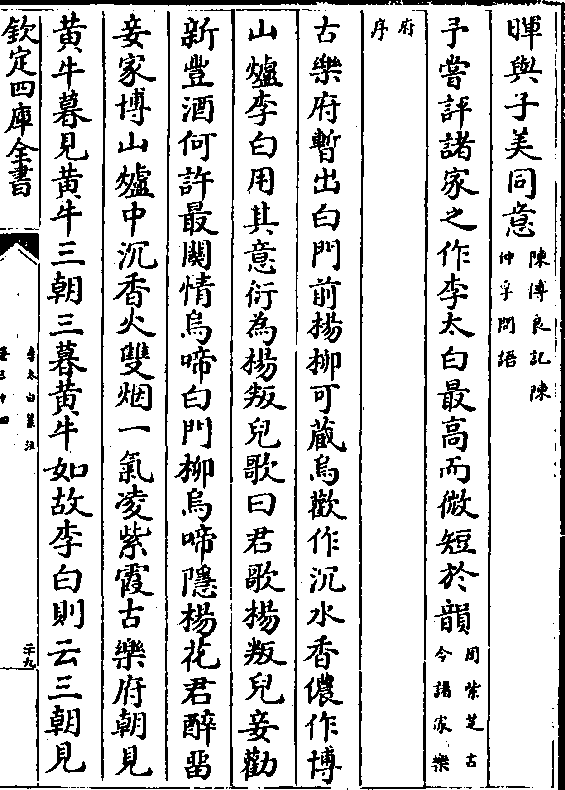 暉與子美同意陳傅良記陳仲孚問語
予嘗評諸家之作李太白最高而微短於韻周紫芝古今諸家樂
府序
古樂府暫出白門前楊柳可藏烏歡作沉水香儂作博
山爐李白用其意衍為楊叛兒歌曰君歌楊叛兒妾勸
新豐酒何許最關情烏啼白門柳烏啼隱楊花君醉留
妾家博山爐中沉香火雙烟一氣凌紫霞古樂府朝見
黄牛暮見黄牛三朝三暮黄牛如故李白則云三朝見
欽定四庫全書
李太白集注
卷三十四
二十九